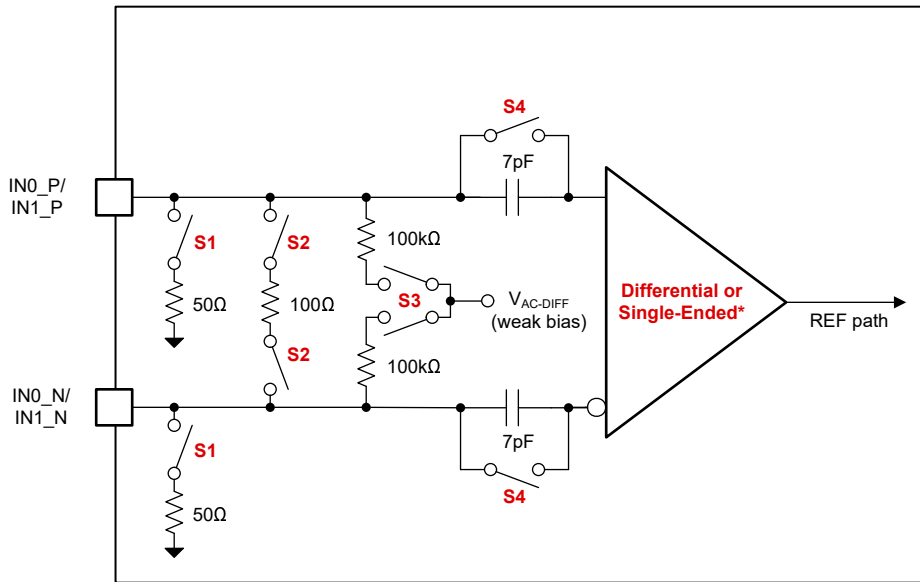 S4
7pF
IN0_P/
IN1_P
S1
S2
100kΩ
50Ω
100Ω
S3
V_AC-DIFF
(weak bias)
Differential or
Single-Ended*
REF path
S2
100kΩ
IN0_N/
IN1_N
S1
7pF
S4
50Ω